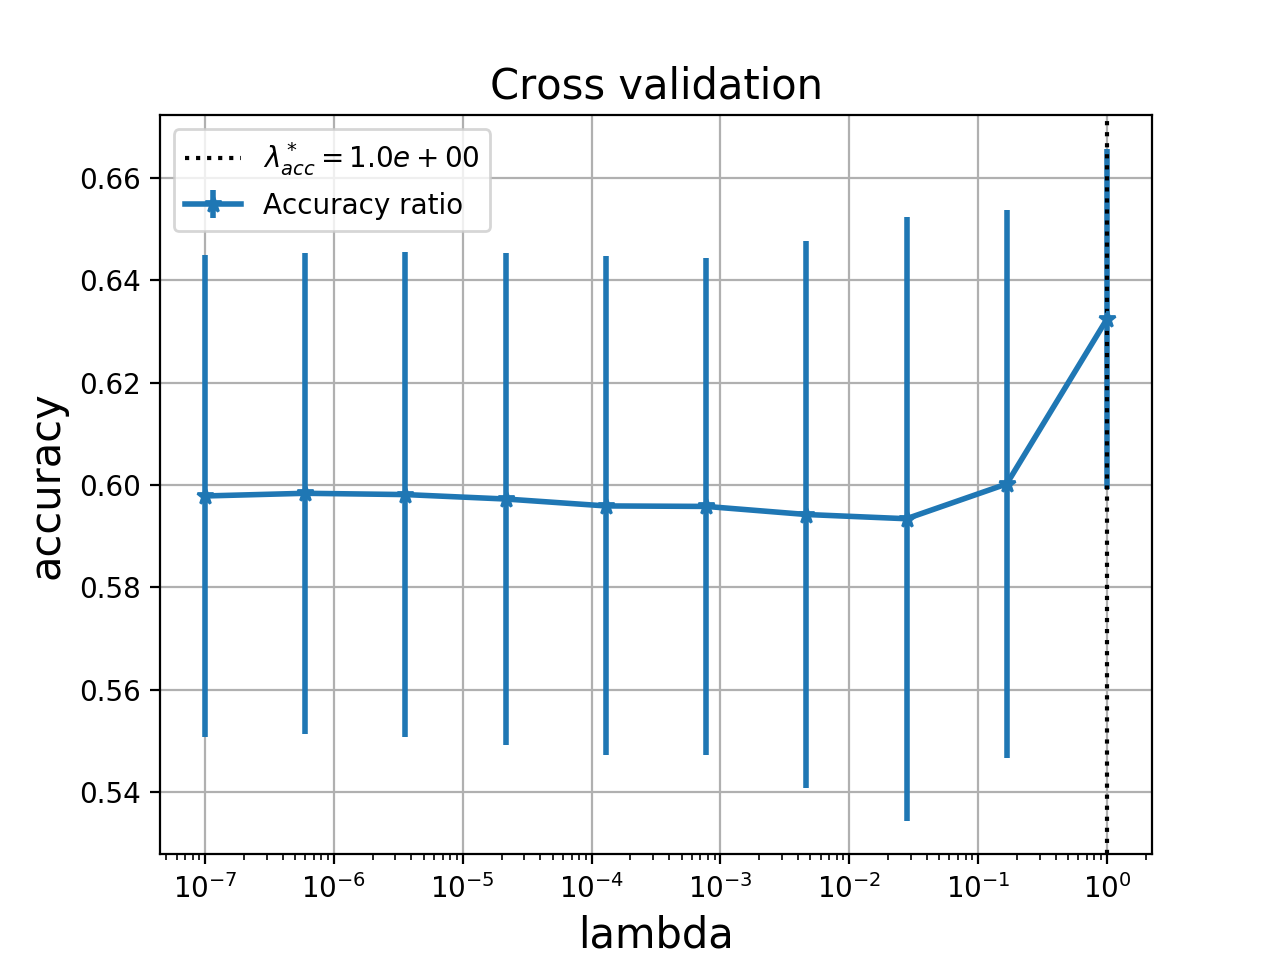 Cross validation
λ*acc = 1.0e + 00
Accuracy ratio
accuracy
0.66
0.64
0.62
0.60
0.58
0.56
0.54
10⁻⁷ 10⁻⁶ 10⁻⁵ 10⁻⁴ 10⁻³ 10⁻² 10⁻¹ 10⁰
lambda